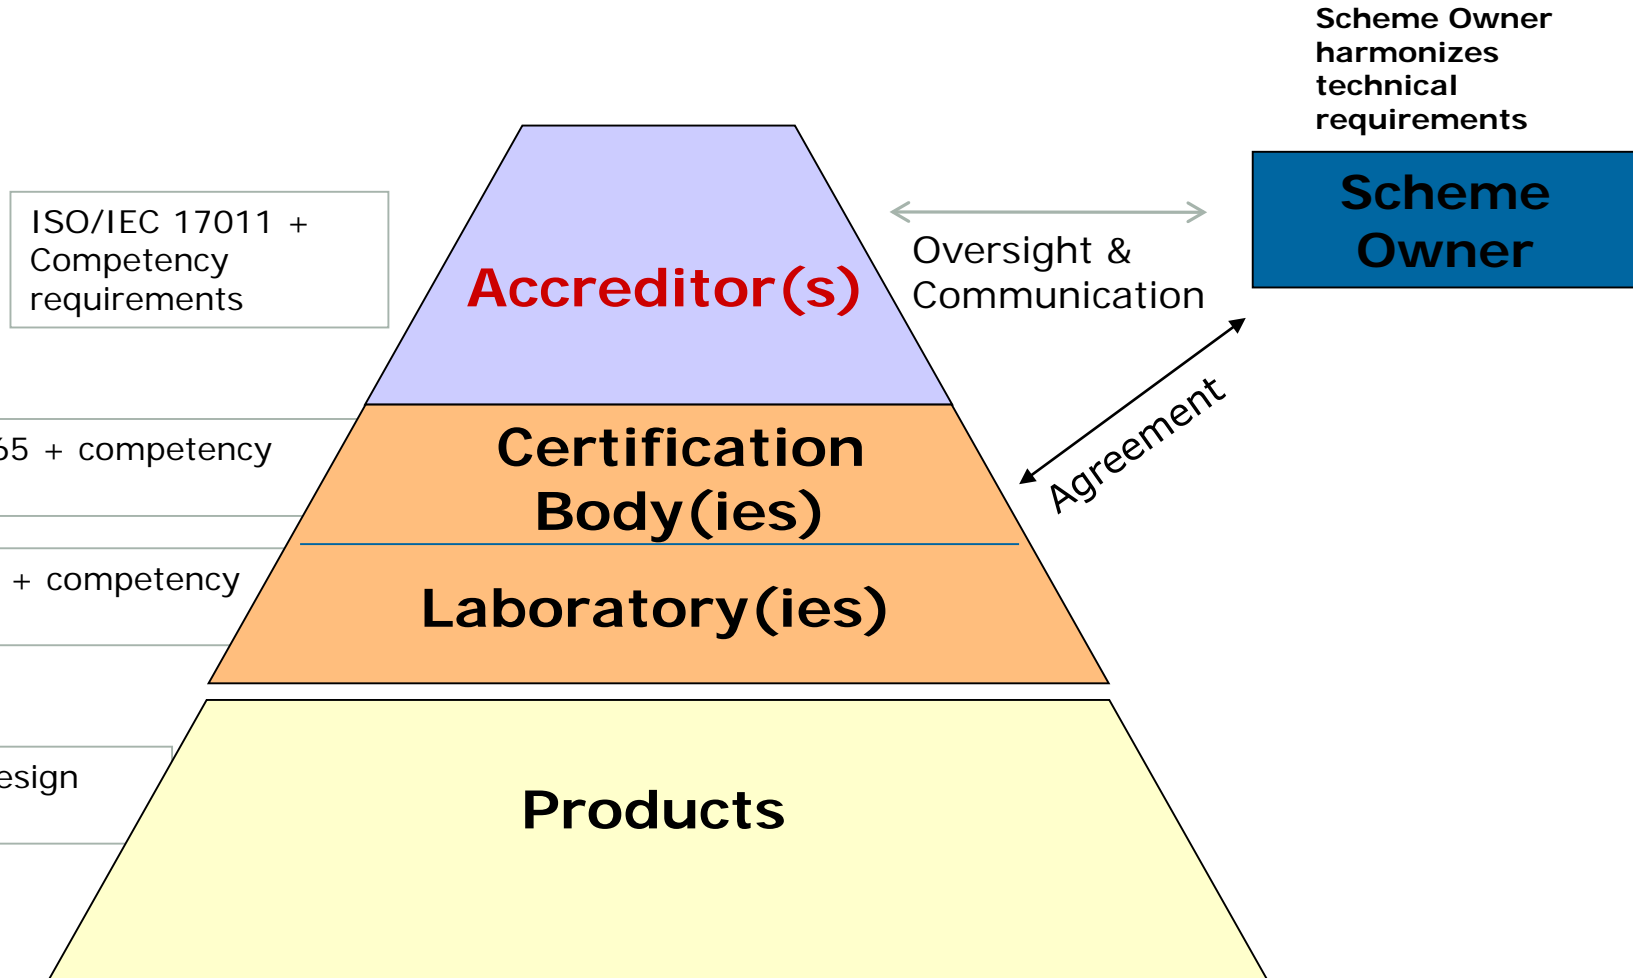 Scheme Owner
harmonizes
technical
requirements
Scheme
Owner
ISO/IEC 17011 +
Competency
requirements
Accreditor(s)
Oversight &
Communication
Agreement
65 + competency
Certification
Body(ies)
+ competency
Laboratory(ies)
esign
Products